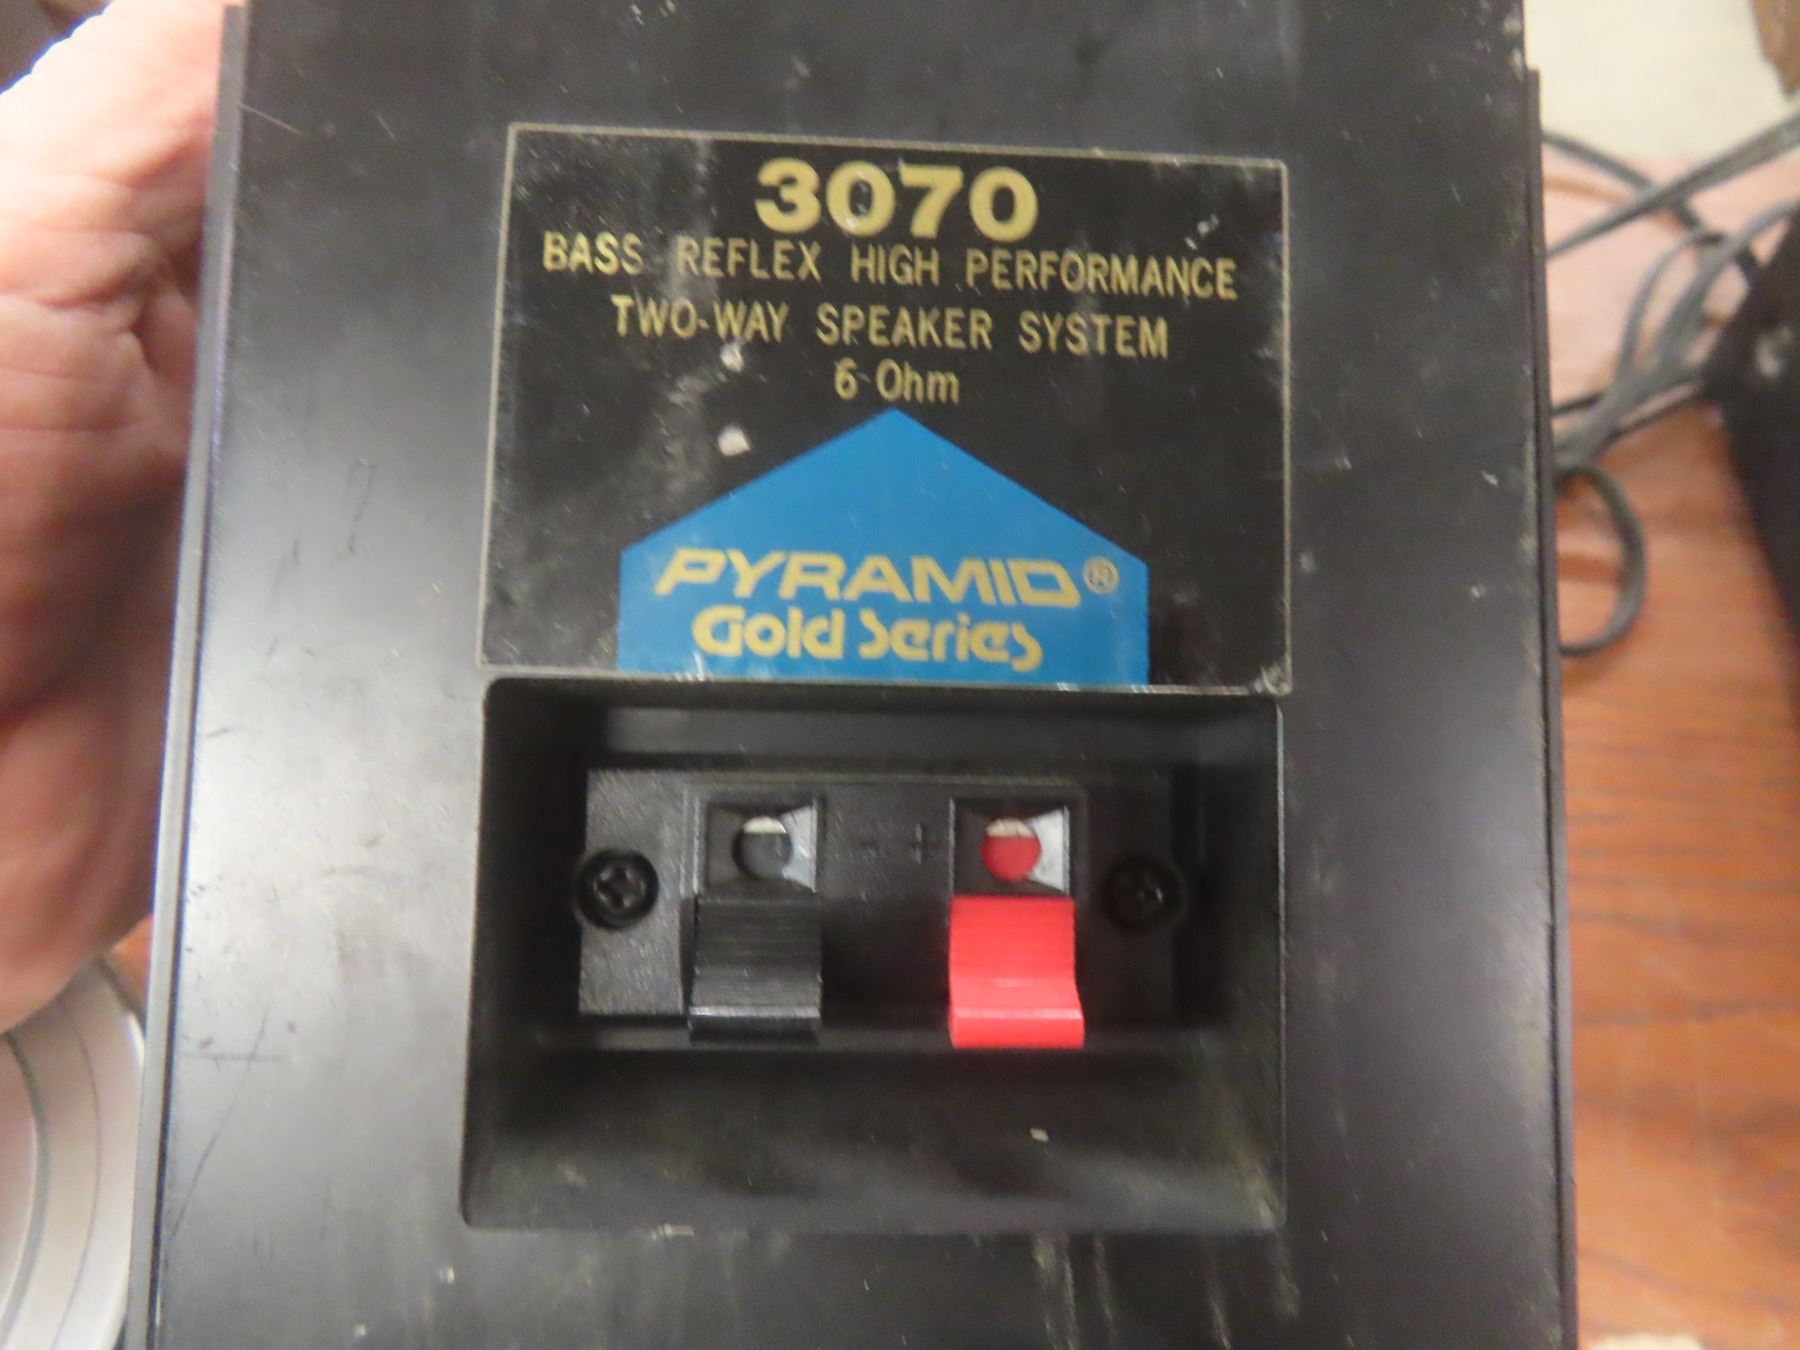 3070
BASS REFLEX HIGH PERFORMANCE
TWO-WAY SPEAKER SYSTEM
6 Ohm
PYRAMID®
Gold Series
- +